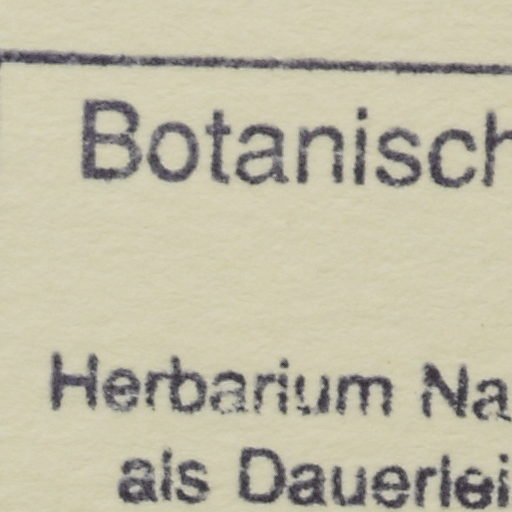 Botanisch
Herbarium Na
als Dauerlei